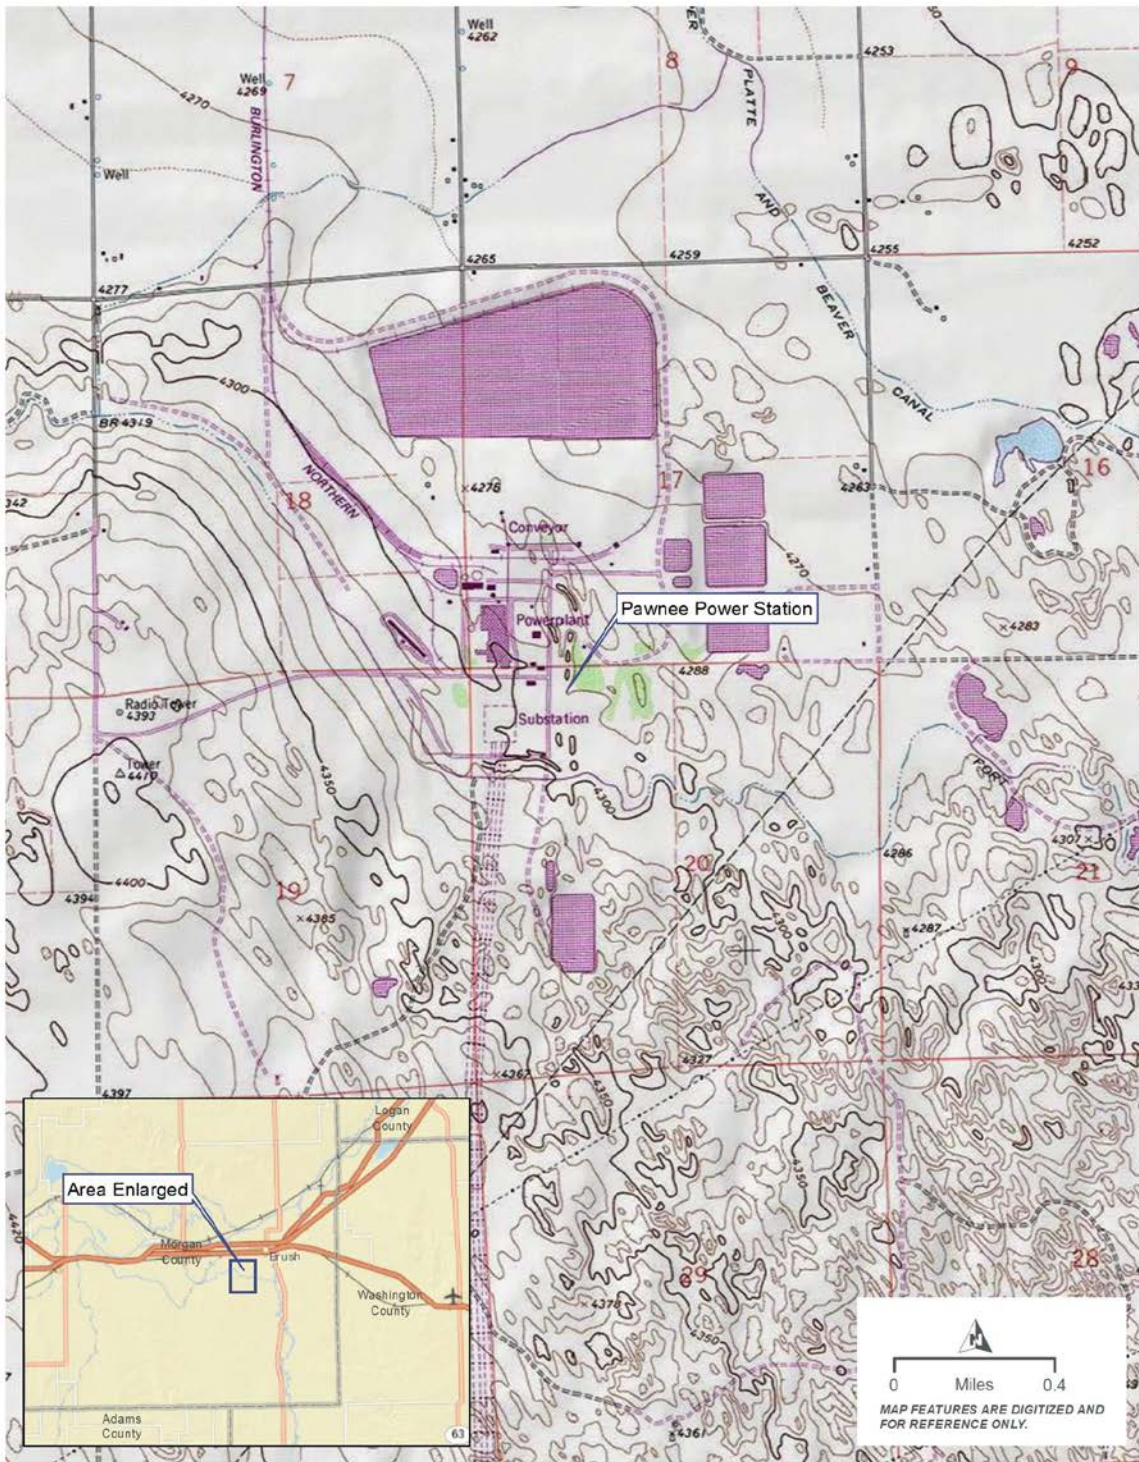 Well
4262
4253
8
9
PLATTE
Well
4269
7
4270
BURLINGTON
Well
AND
4265
4259
4255
4252
4277
BEAVER
4300
CANAL
BR 4319
NORTHERN
18
4276
17
4263
16
Conveyor
4270
Pawnee Power Station
Powerplant
4283
4288
Radio Tower
4393
Substation
Tower
4410
4350
4300
FORT
4307
4286
21
20
4400
4394
19
4385
4300
4287
4327
4367
4397
4350
4350
4420
28
29
4378
4350
4361
Logan
County
Area Enlarged
Morgan
County
Brush
Washington
County
Adams
County
63
0 Miles 0.4
MAP FEATURES ARE DIGITIZED AND
FOR REFERENCE ONLY.